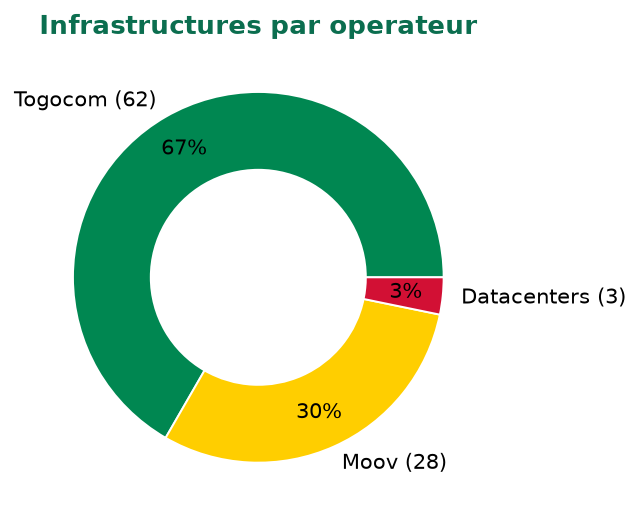 Infrastructures par operateur
Togocom (62)
67%
3%
Datacenters (3)
30%
Moov (28)